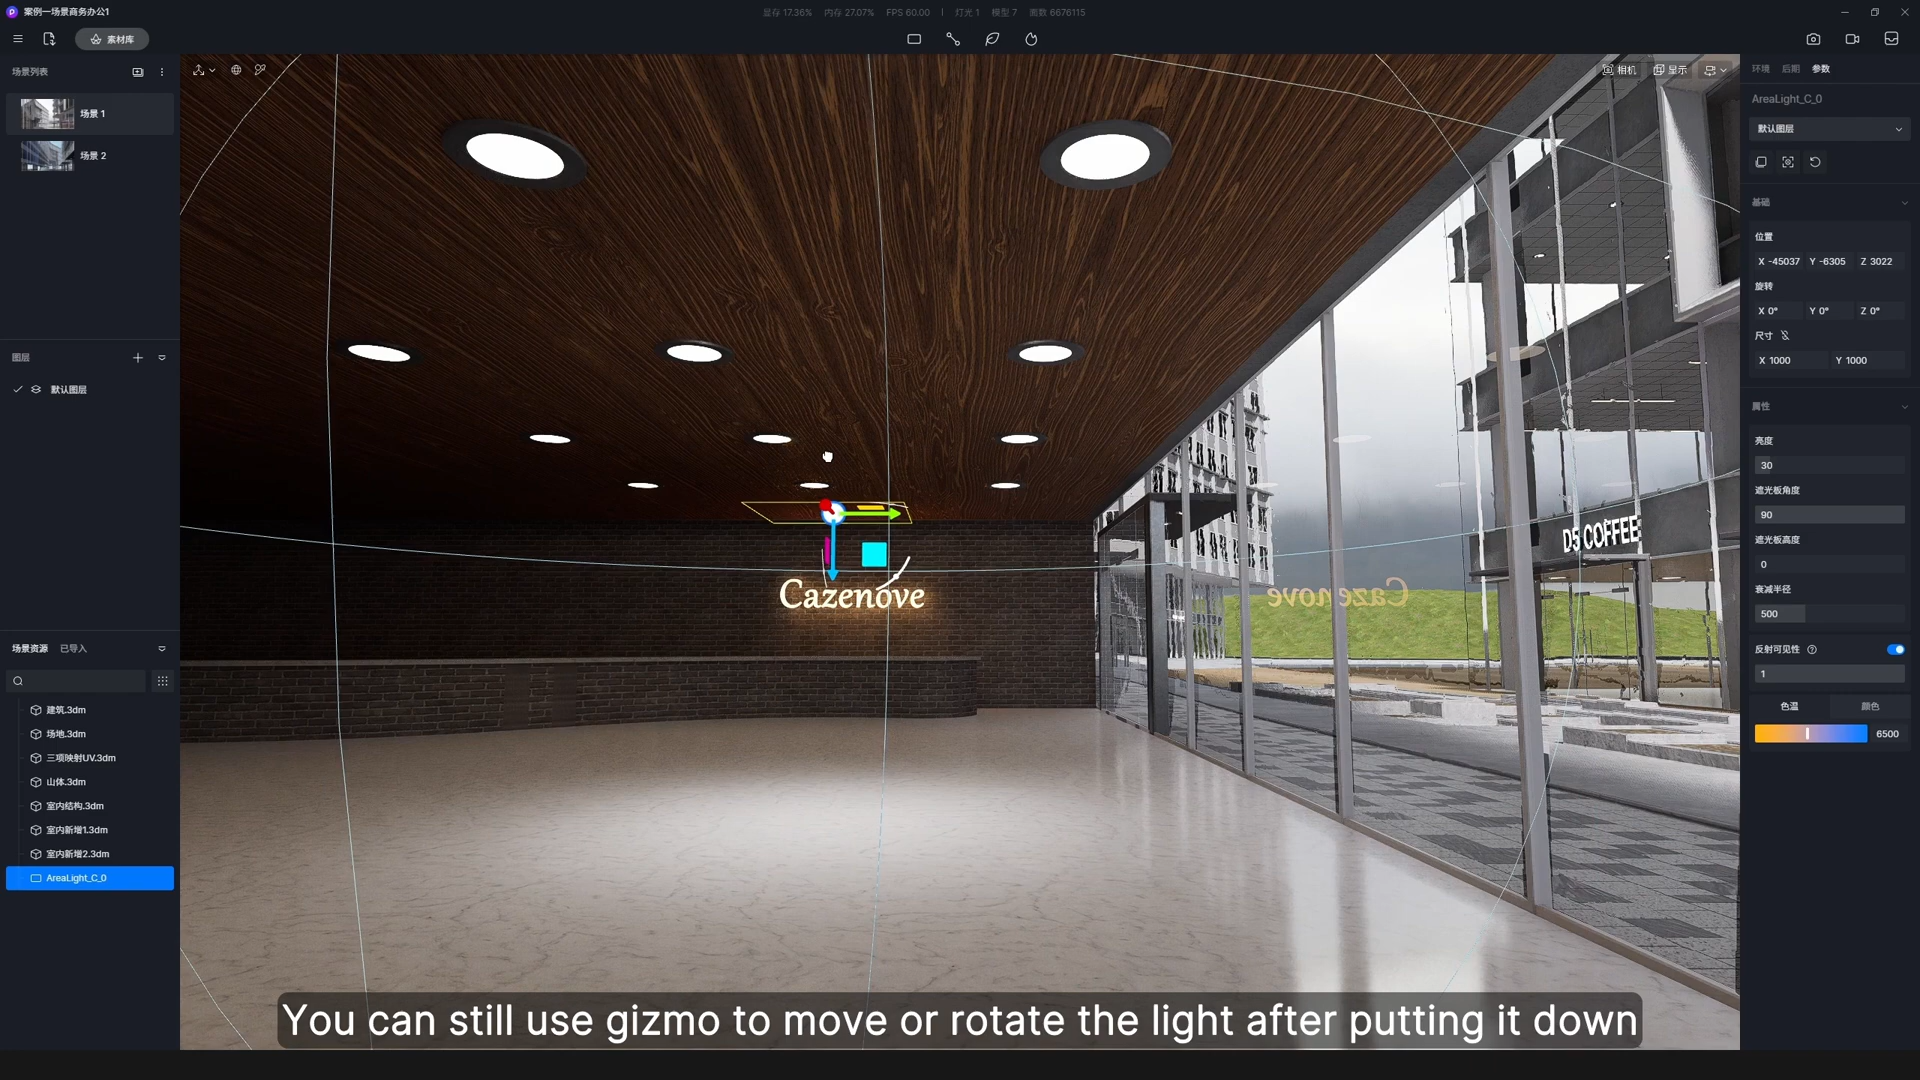 案例一场景商务办公1
显存 17.36% 内存 27.07% FPS 60.00 | 灯光 1 模型 7 面数 6676115
素材库
场景列表
场景 1
场景 2
图层
默认图层
场景资源 已导入
建筑.3dm
场地.3dm
三项映射UV.3dm
山体.3dm
室内结构.3dm
室内新增1.3dm
室内新增2.3dm
AreaLight_C_0
相机 显示
Cazenove
Cazenove
D5 COFFEE
You can still use gizmo to move or rotate the light after putting it down
环境 后期 参数
AreaLight_C_0
默认图层
基础
位置
X -45037 Y -6305 Z 3022
旋转
X 0° Y 0° Z 0°
尺寸
X 1000 Y 1000
属性
亮度
30
遮光板角度
90
遮光板高度
0
衰减半径
500
反射可见性
1
色温 颜色
6500